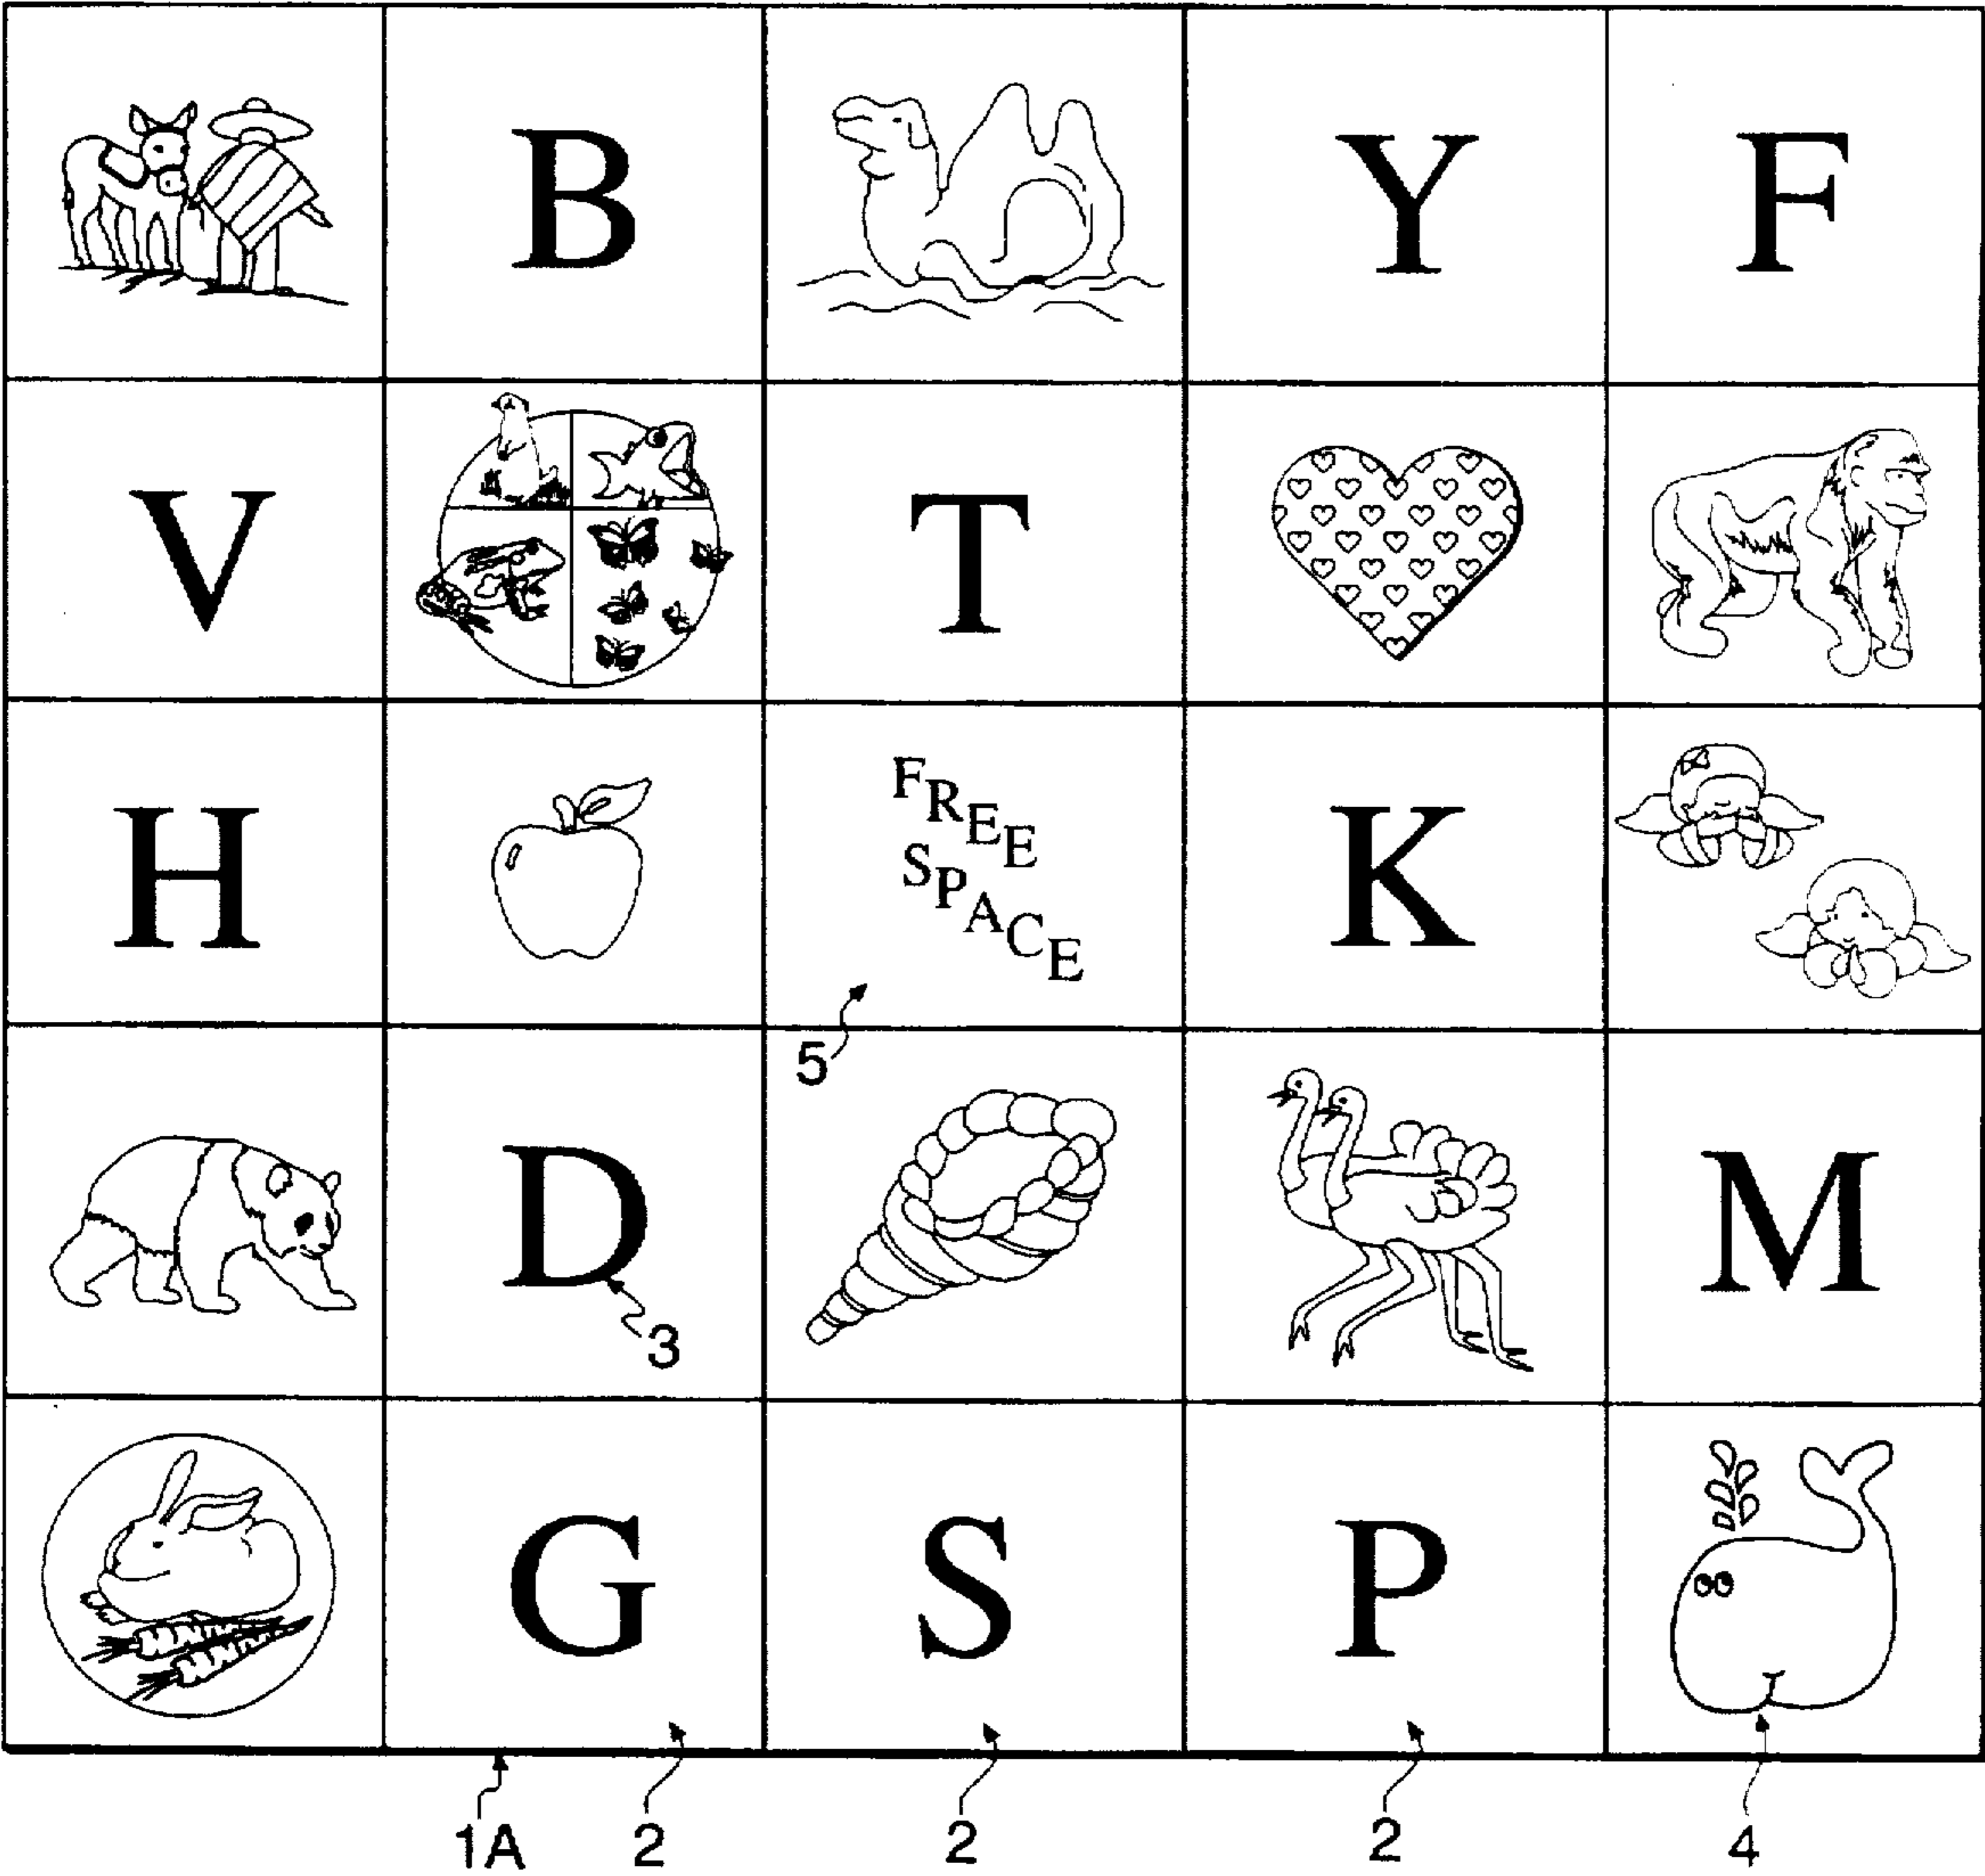 B Y F
V T
H FREE SPACE K
5
D M
3
G S P
1A 2 2 2 4